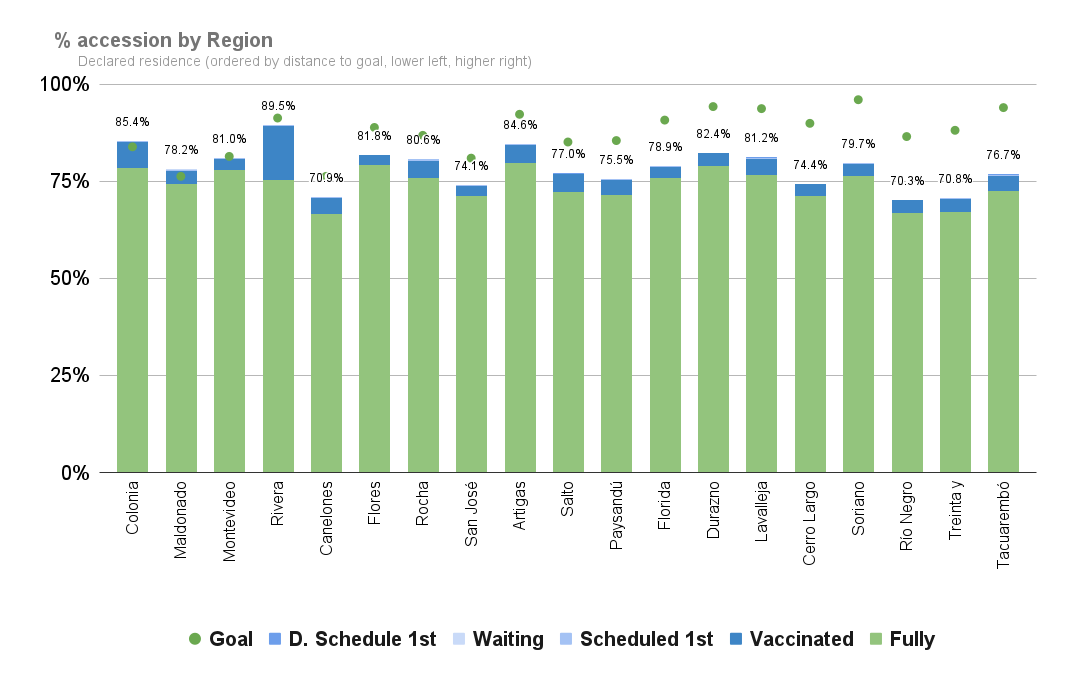 % accession by Region
Declared residence (ordered by distance to goal, lower left, higher right)
100%
75%
50%
25%
0%
85.4%
78.2%
81.0%
89.5%
70.9%
81.8%
80.6%
74.1%
84.6%
77.0%
75.5%
78.9%
82.4%
81.2%
74.4%
79.7%
70.3%
70.8%
76.7%
Colonia
Maldonado
Montevideo
Rivera
Canelones
Flores
Rocha
San José
Artigas
Salto
Paysandú
Florida
Durazno
Lavalleja
Cerro Largo
Soriano
Río Negro
Treinta y
Tacuarembó
Goal D. Schedule 1st Waiting Scheduled 1st Vaccinated Fully